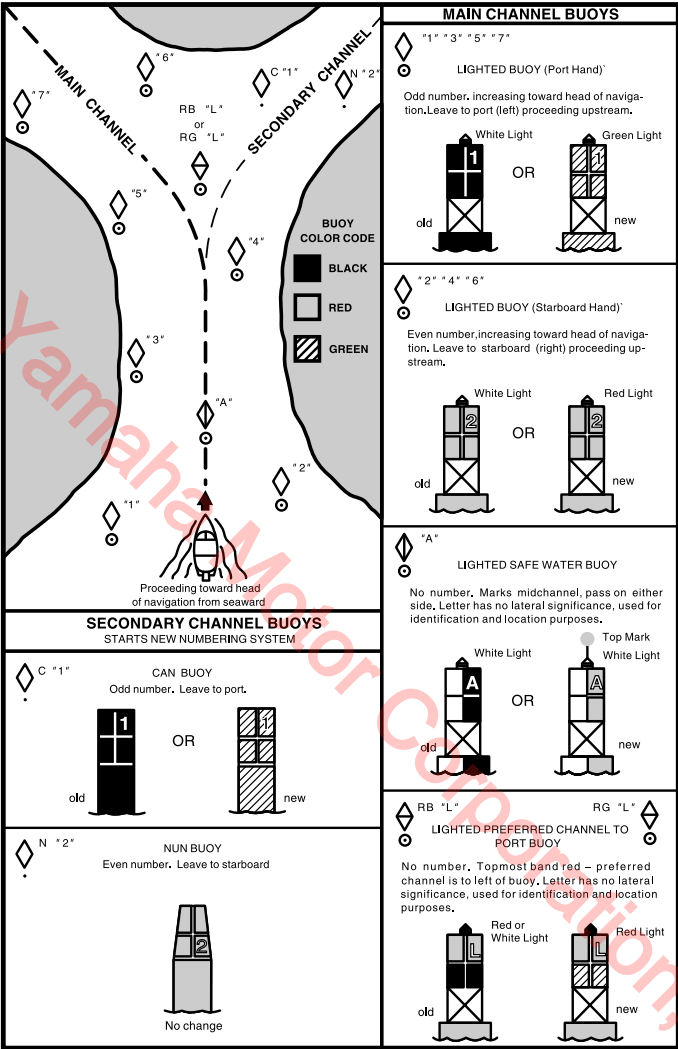 "6"
C "1"
N "2"
"7"
MAIN CHANNEL
SECONDARY CHANNEL
RB "L"
or
RG "L"
"5"
"4"
BUOY
COLOR CODE
BLACK
RED
GREEN
"3"
"A"
"2"
"1"
Proceeding toward head
of navigation from seaward
SECONDARY CHANNEL BUOYS
STARTS NEW NUMBERING SYSTEM
C "1"
CAN BUOY
Odd number. Leave to port.
1
OR
1
old
new
N "2"
NUN BUOY
Even number. Leave to starboard
2
No change
MAIN CHANNEL BUOYS
"1" "3" "5" "7"
LIGHTED BUOY (Port Hand)`
Odd number. increasing toward head of naviga-
tion.Leave to port (left) proceeding upstream.
White Light
Green Light
1
OR
1
old
new
"2" "4" "6"
LIGHTED BUOY (Starboard Hand)`
Even number,increasing toward head of naviga-
tion. Leave to starboard (right) proceeding up-
stream.
White Light
Red Light
2
OR
2
old
new
"A"
LIGHTED SAFE WATER BUOY
No number. Marks midchannel, pass on either
side. Letter has no lateral significance, used for
identification and location purposes.
Top Mark
White Light
White Light
A
OR
A
old
new
RB "L"
RG "L"
LIGHTED PREFERRED CHANNEL TO
PORT BUOY
No number. Topmost band red – preferred
channel is to left of buoy. Letter has no lateral
significance, used for identification and location
purposes.
Red or
White Light
Red Light
L
OR
L
old
new
Yamaha Motor Corporation,